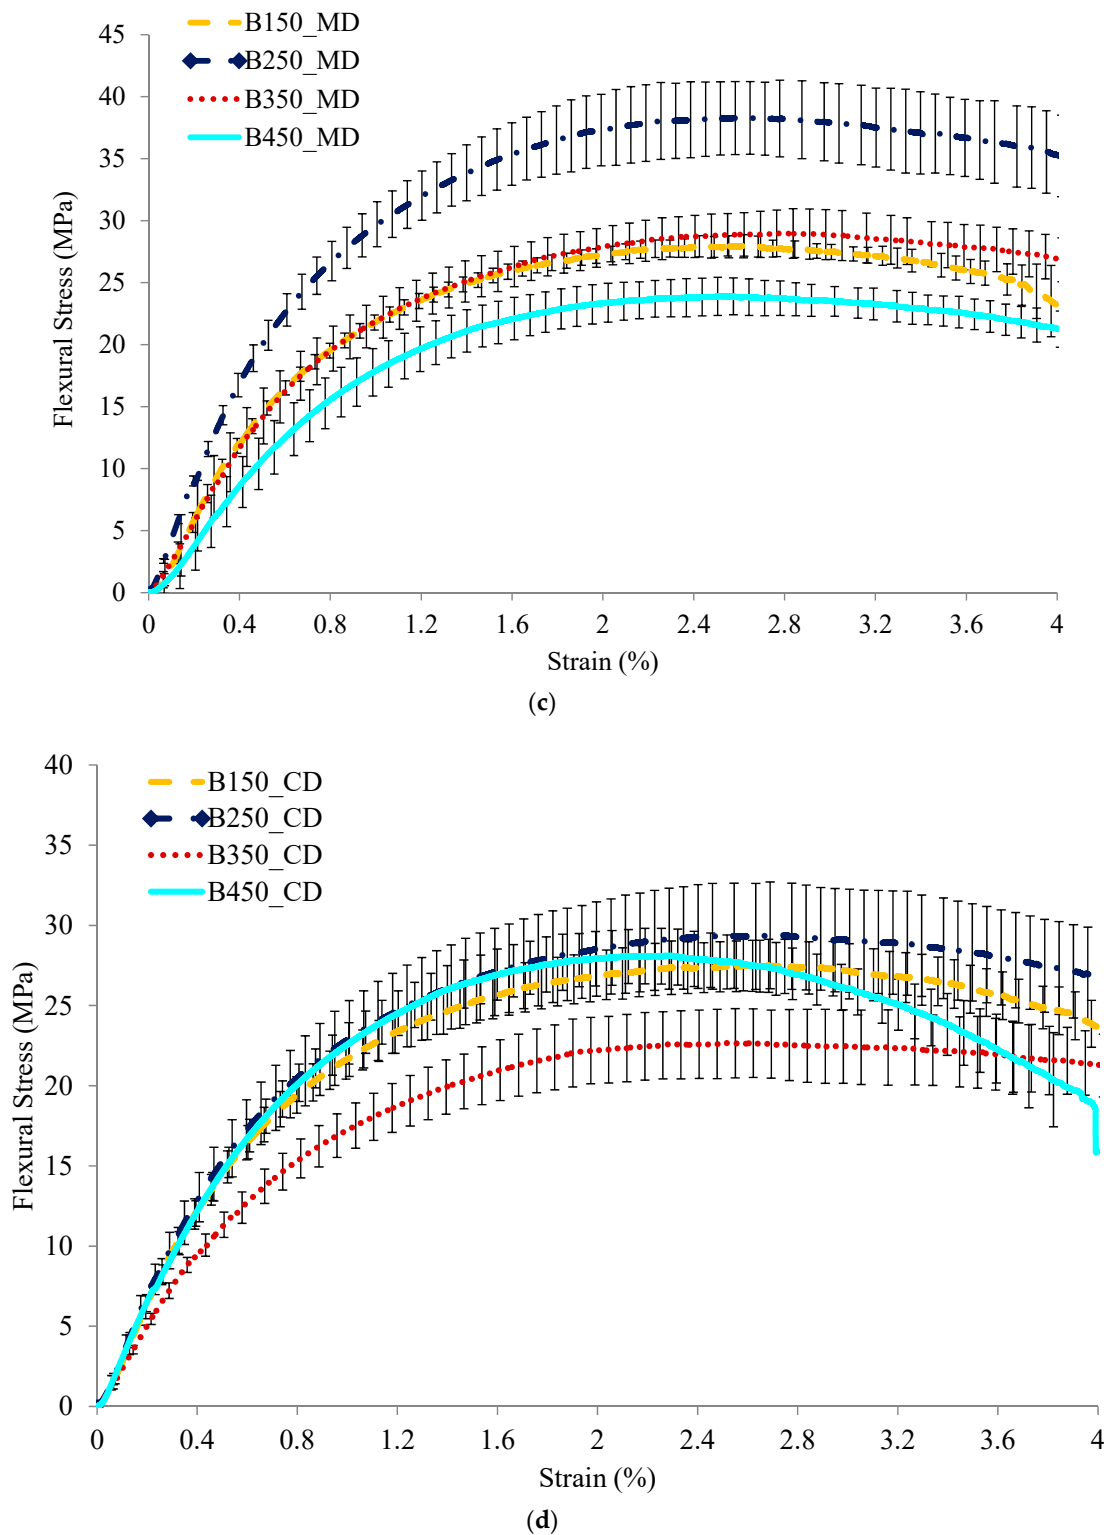 B150_MD
B250_MD
B350_MD
B450_MD
45
40
35
30
25
20
15
10
5
0
Flexural Stress (MPa)
0 0.4 0.8 1.2 1.6 2 2.4 2.8 3.2 3.6 4
Strain (%)
(c)
B150_CD
B250_CD
B350_CD
B450_CD
40
35
30
25
20
15
10
5
0
Flexural Stress (MPa)
0 0.4 0.8 1.2 1.6 2 2.4 2.8 3.2 3.6 4
Strain (%)
(d)